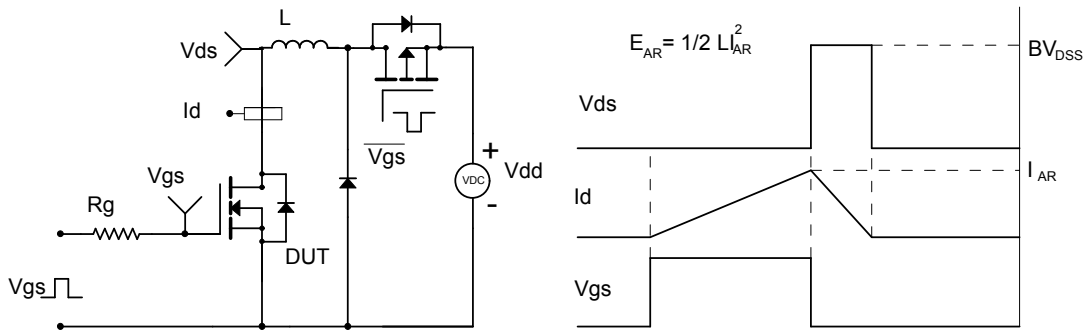 L
Vds
Id
Vgs
Vgs
Rg
DUT
Vgs
+
VDC
Vdd
-
E_AR = 1/2 LI_AR^2
Vds
BV_DSS
Id
I_AR
Vgs